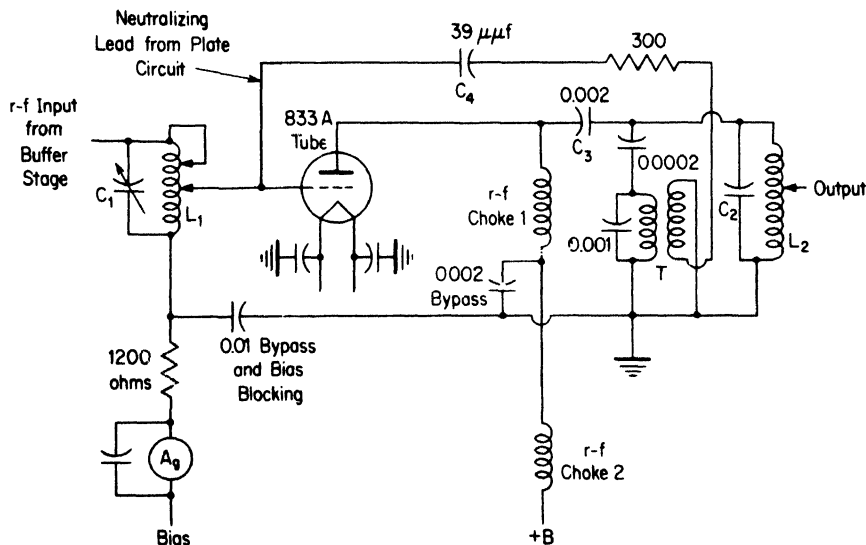 Neutralizing
Lead from Plate
Circuit
39 μμf
300
C4
r-f Input
from
Buffer
Stage
833 A
Tube
0.002
C3
0.0002
C1
L1
r-f
Choke 1
C2
Output
L2
0.001
T
0002
Bypass
1200
ohms
0.01 Bypass
and Bias
Blocking
Ag
r-f
Choke 2
Bias
+B